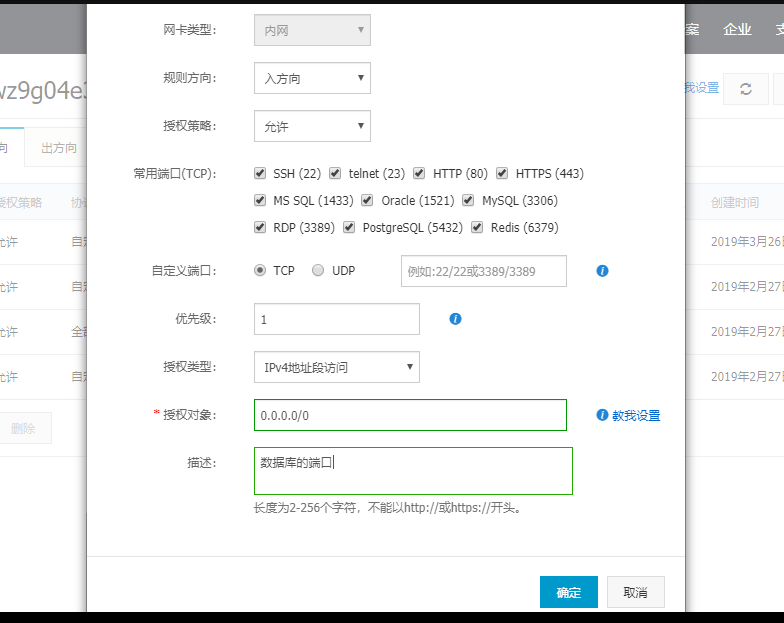 网卡类型: 内网
案 企业
规则方向: 入方向
wz9g04e 我设置
授权策略: 允许
向 出方向
常用端口(TCP): SSH (22) telnet (23) HTTP (80) HTTPS (443)
授权策略 协 MS SQL (1433) Oracle (1521) MySQL (3306) 创建时间
RDP (3389) PostgreSQL (5432) Redis (6379)
允许 自 2019年3月26
自定义端口: TCP UDP 例如:22/22或3389/3389
允许 自 2019年2月27
优先级: 1
允许 全 2019年2月27
授权类型: IPv4地址段访问
允许 自 2019年2月27
* 授权对象: 0.0.0.0/0 教我设置
删除
描述: 数据库的端口
长度为2-256个字符，不能以http://或https://开头。
确定 取消